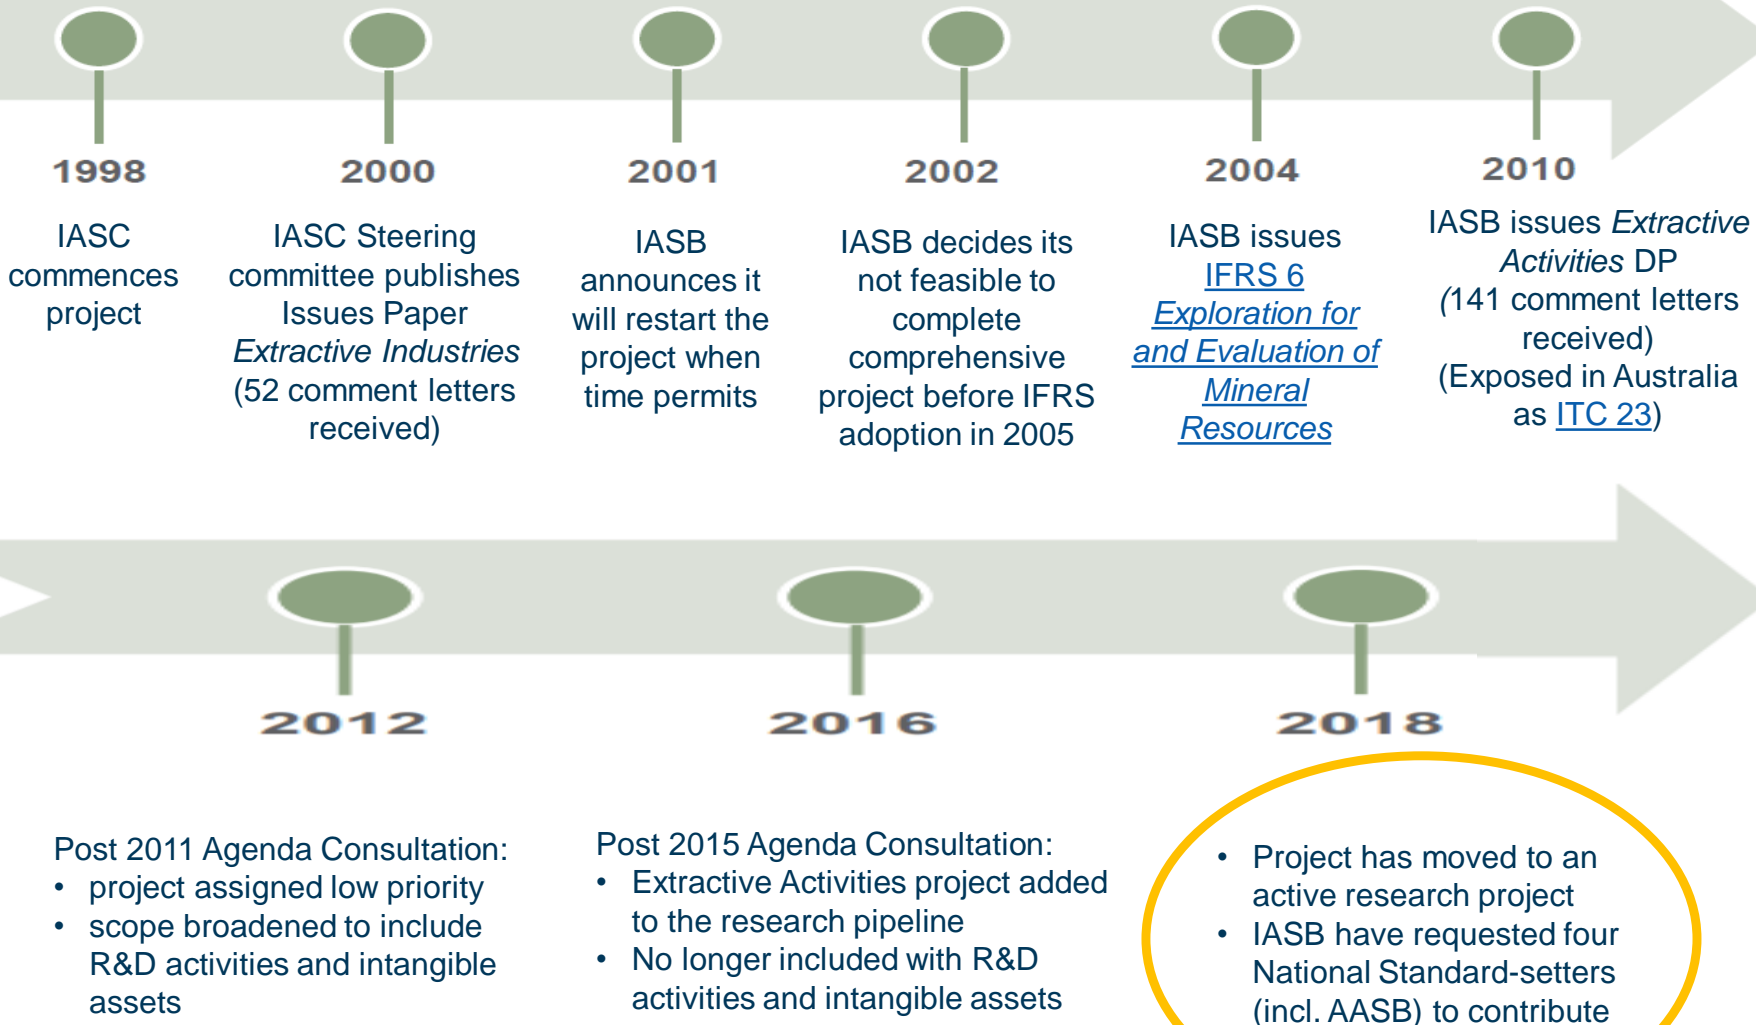 1998
IASC
commences
project
2000
IASC Steering
committee publishes
Issues Paper
Extractive Industries
(52 comment letters
received)
2001
IASB
announces it
will restart the
project when
time permits
2002
IASB decides its
not feasible to
complete
comprehensive
project before IFRS
adoption in 2005
2004
IASB issues
IFRS 6
Exploration for
and Evaluation of
Mineral
Resources
2010
IASB issues Extractive
Activities DP
(141 comment letters
received)
(Exposed in Australia
as ITC 23)
2012
Post 2011 Agenda Consultation:
• project assigned low priority
• scope broadened to include
R&D activities and intangible
assets
2016
Post 2015 Agenda Consultation:
• Extractive Activities project added
to the research pipeline
• No longer included with R&D
activities and intangible assets
2018
• Project has moved to an
active research project
• IASB have requested four
National Standard-setters
(incl. AASB) to contribute